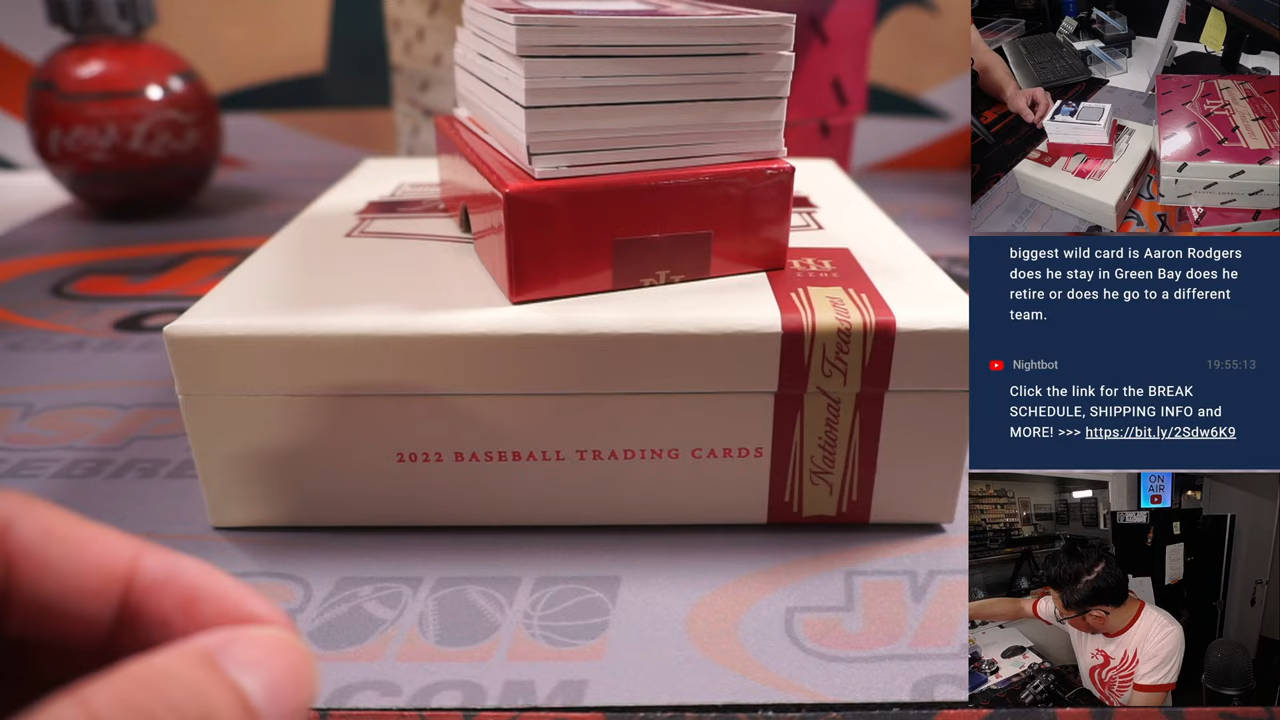 2022
National Treasures
2022 BASEBALL TRADING CARDS
biggest wild card is Aaron Rodgers
does he stay in Green Bay does he
retire or does he go to a different
team.
Nightbot
19:55:13
Click the link for the BREAK
SCHEDULE, SHIPPING INFO and
MORE! >>> https://bit.ly/2Sdw6K9
ON
AIR